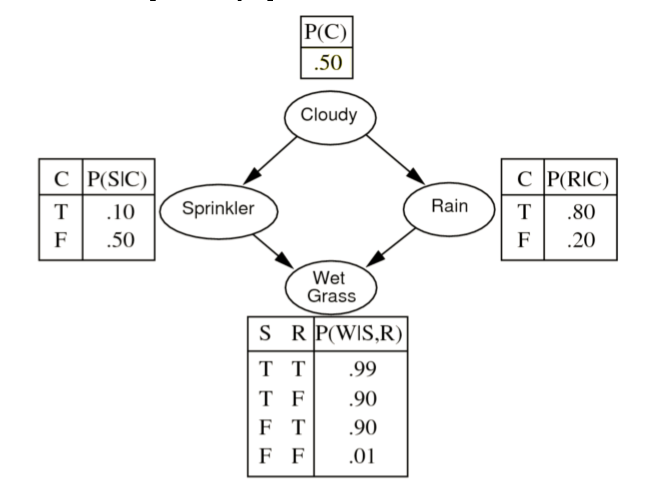 P(C)
.50
Cloudy
C P(S|C)
T .10
F .50
Sprinkler
Rain
C P(R|C)
T .80
F .20
Wet
Grass
S R P(W|S,R)
T T .99
T F .90
F T .90
F F .01